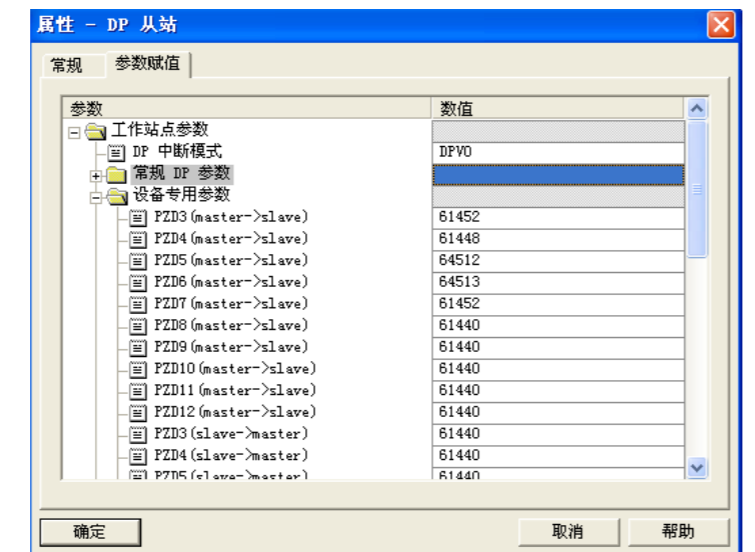 属性 - DP 从站
常规 参数赋值
参数 数值
工作站点参数
DP 中断模式 DPV0
常规 DP 参数
设备专用参数
PZD3(master->slave) 61452
PZD4(master->slave) 61448
PZD5(master->slave) 64512
PZD6(master->slave) 64513
PZD7(master->slave) 61452
PZD8(master->slave) 61440
PZD9(master->slave) 61440
PZD10(master->slave) 61440
PZD11(master->slave) 61440
PZD12(master->slave) 61440
PZD3(slave->master) 61440
PZD4(slave->master) 61440
PZD5(slave->master) 61440
确定 取消 帮助